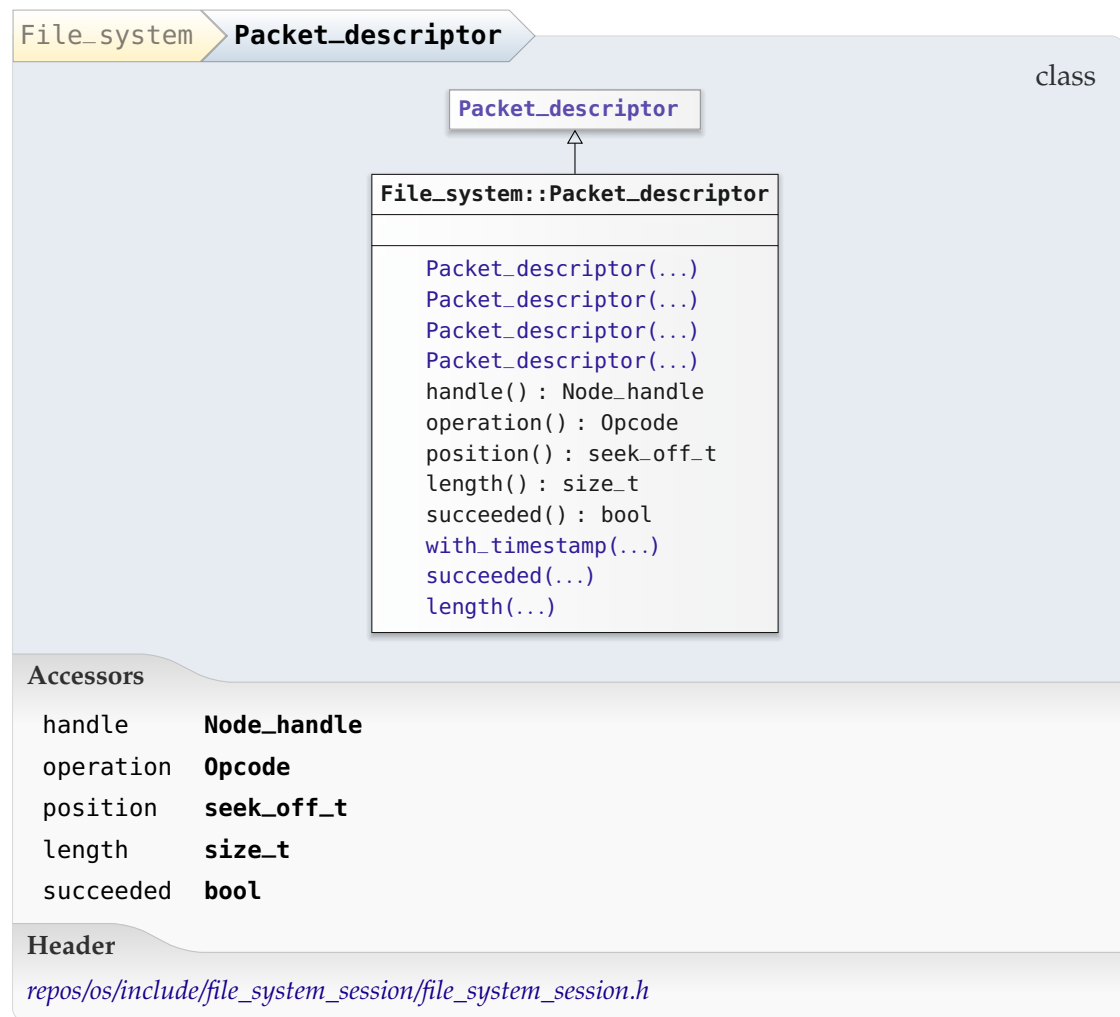 File_system Packet_descriptor
class
Packet_descriptor
File_system::Packet_descriptor
Packet_descriptor(...)
Packet_descriptor(...)
Packet_descriptor(...)
Packet_descriptor(...)
handle() : Node_handle
operation() : Opcode
position() : seek_off_t
length() : size_t
succeeded() : bool
with_timestamp(...)
succeeded(...)
length(...)
Accessors
handle Node_handle
operation Opcode
position seek_off_t
length size_t
succeeded bool
Header
repos/os/include/file_system_session/file_system_session.h